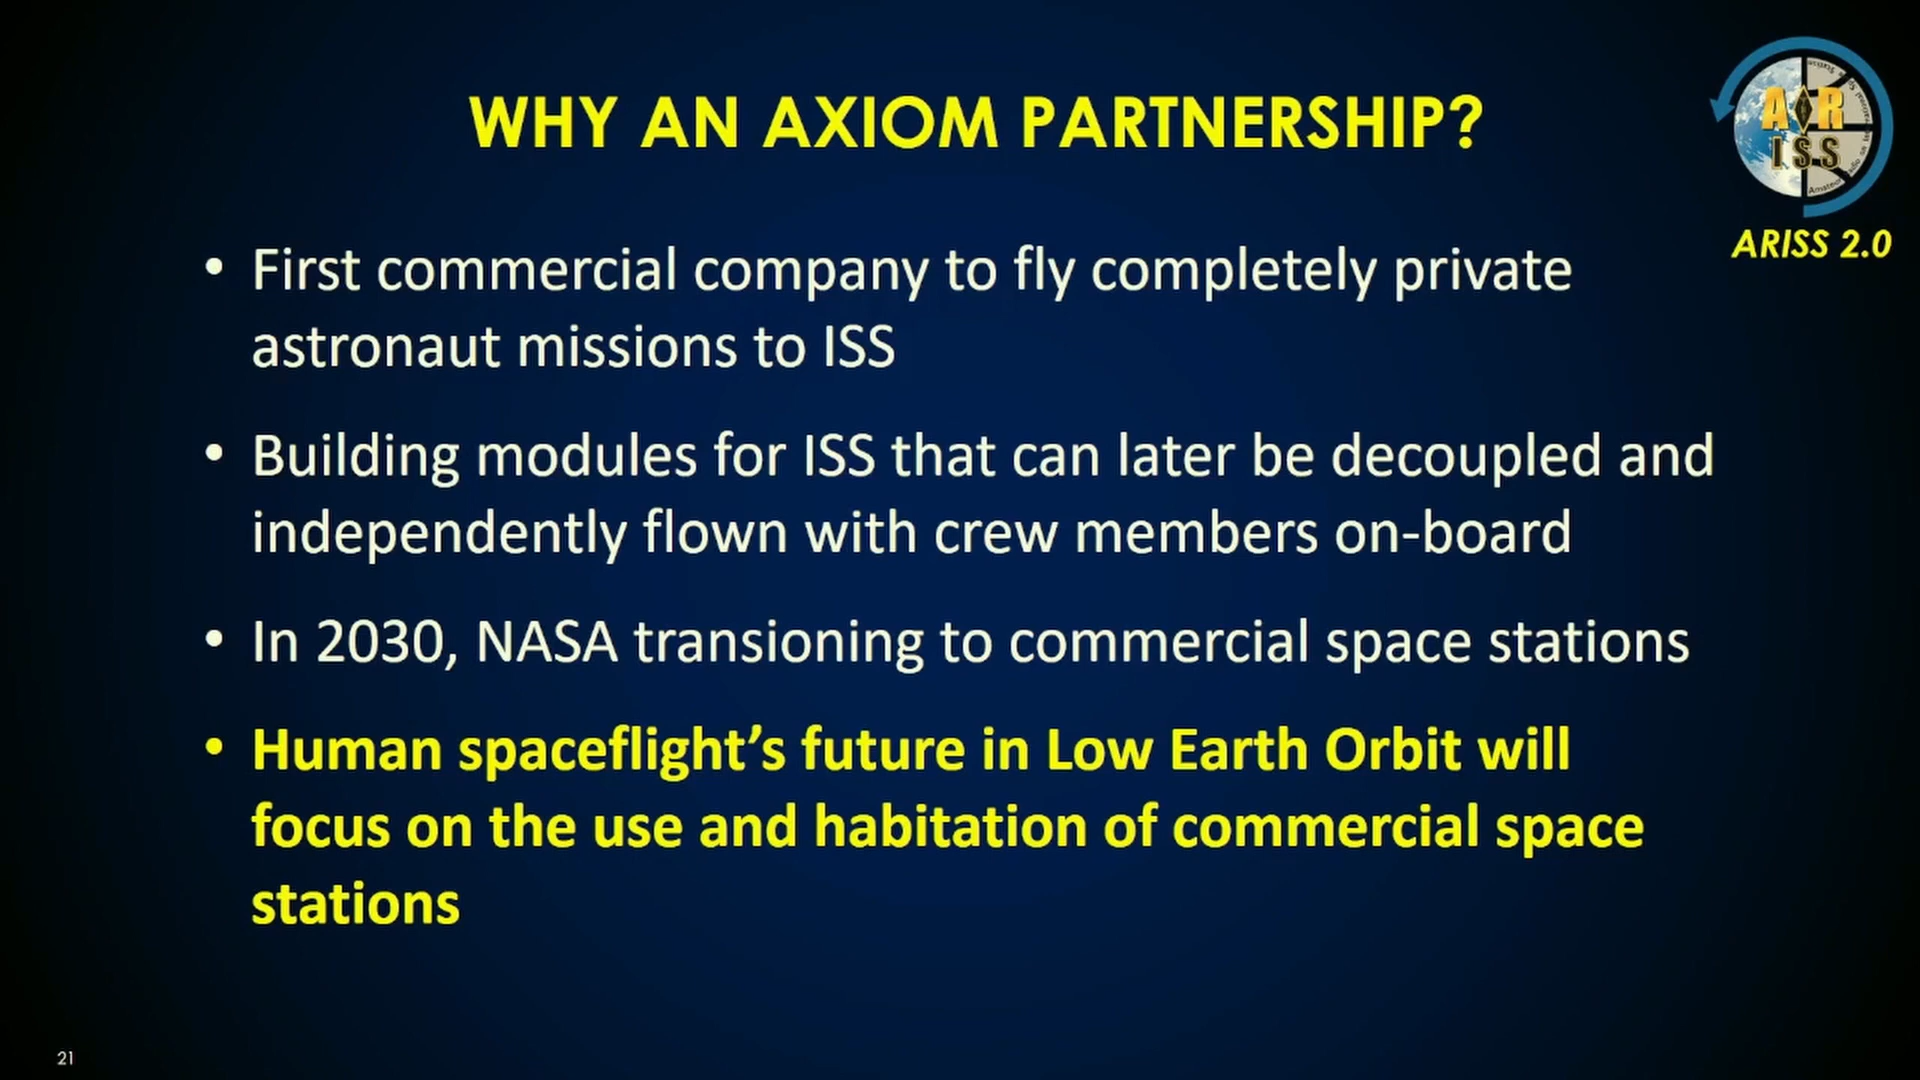 WHY AN AXIOM PARTNERSHIP?
A R
ISS
ARISS 2.0
• First commercial company to fly completely private
astronaut missions to ISS
• Building modules for ISS that can later be decoupled and
independently flown with crew members on-board
• In 2030, NASA transioning to commercial space stations
• Human spaceflight’s future in Low Earth Orbit will
focus on the use and habitation of commercial space
stations
21